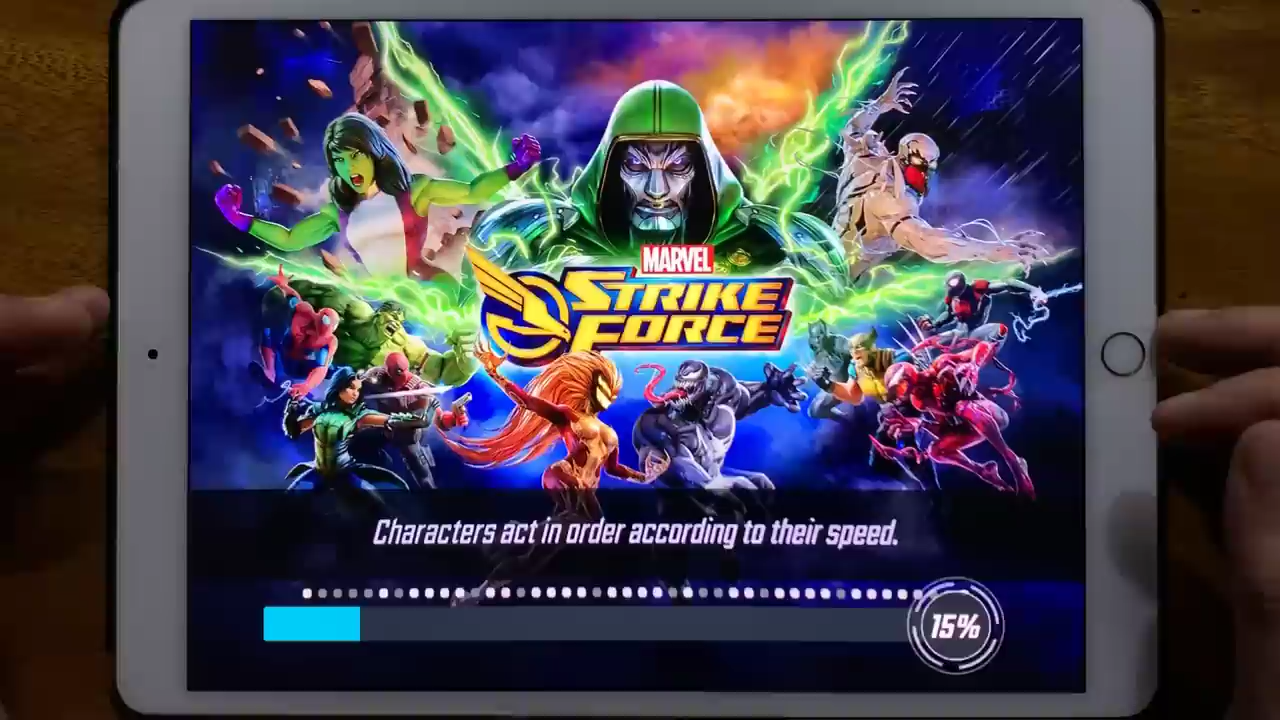 MARVEL
STRIKE
FORCE
Characters act in order according to their speed.
15%